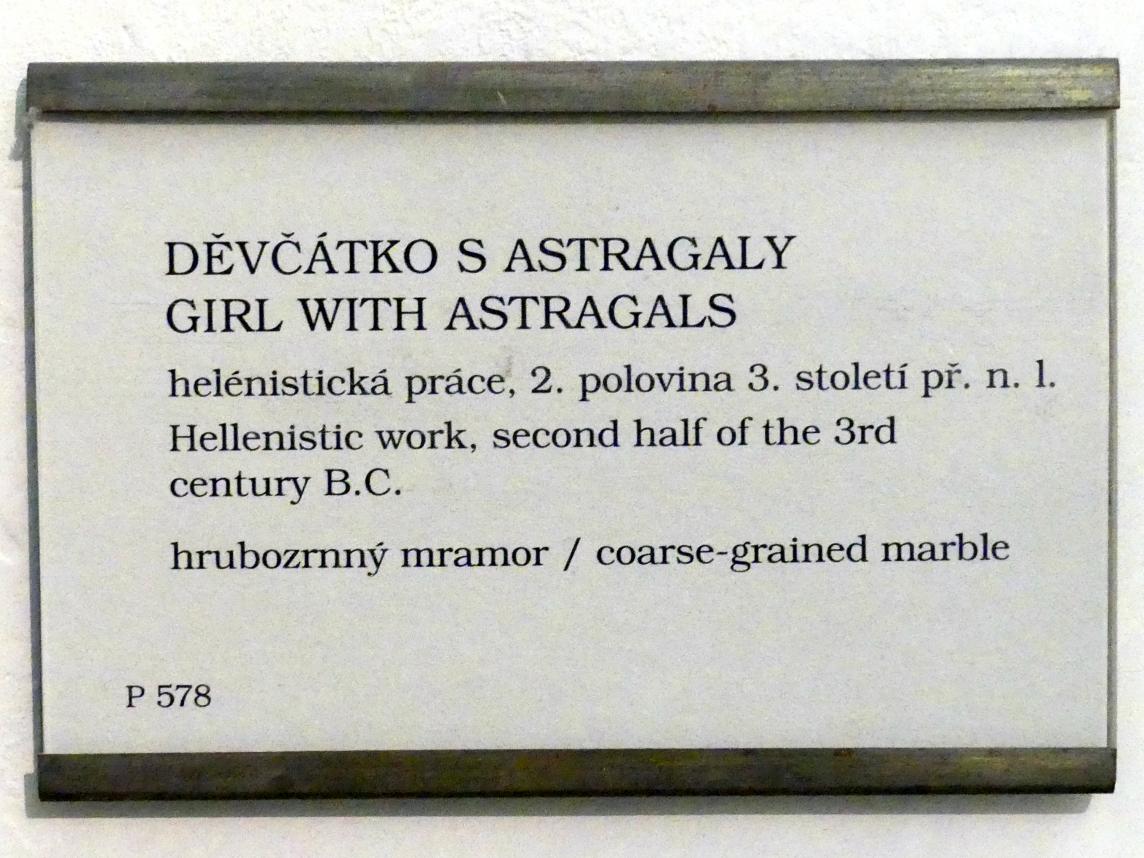 DĚVČÁTKO S ASTRAGALY
GIRL WITH ASTRAGALS
helénistická práce, 2. polovina 3. století př. n. l.
Hellenistic work, second half of the 3rd
century B.C.
hrubozrnný mramor / coarse-grained marble
P 578